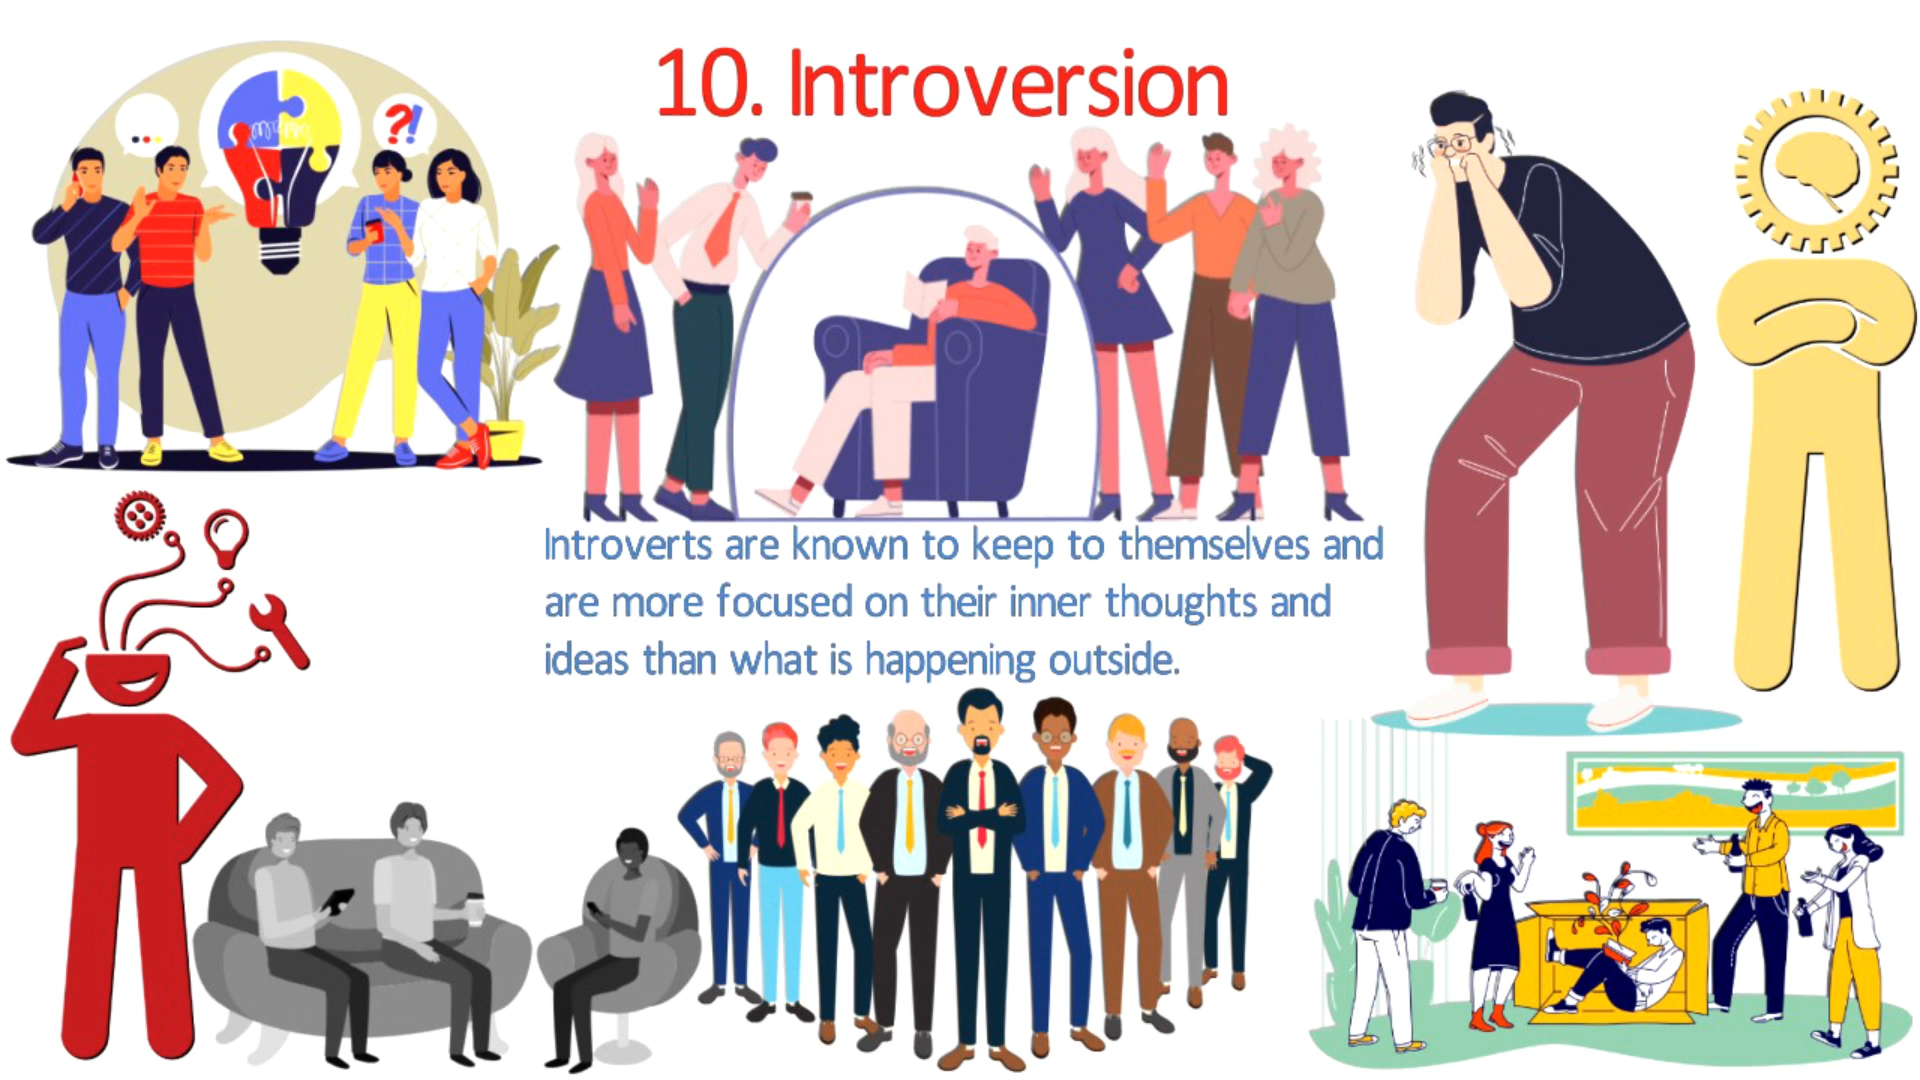 10. Introversion
?!
Introverts are known to keep to themselves and
are more focused on their inner thoughts and
ideas than what is happening outside.